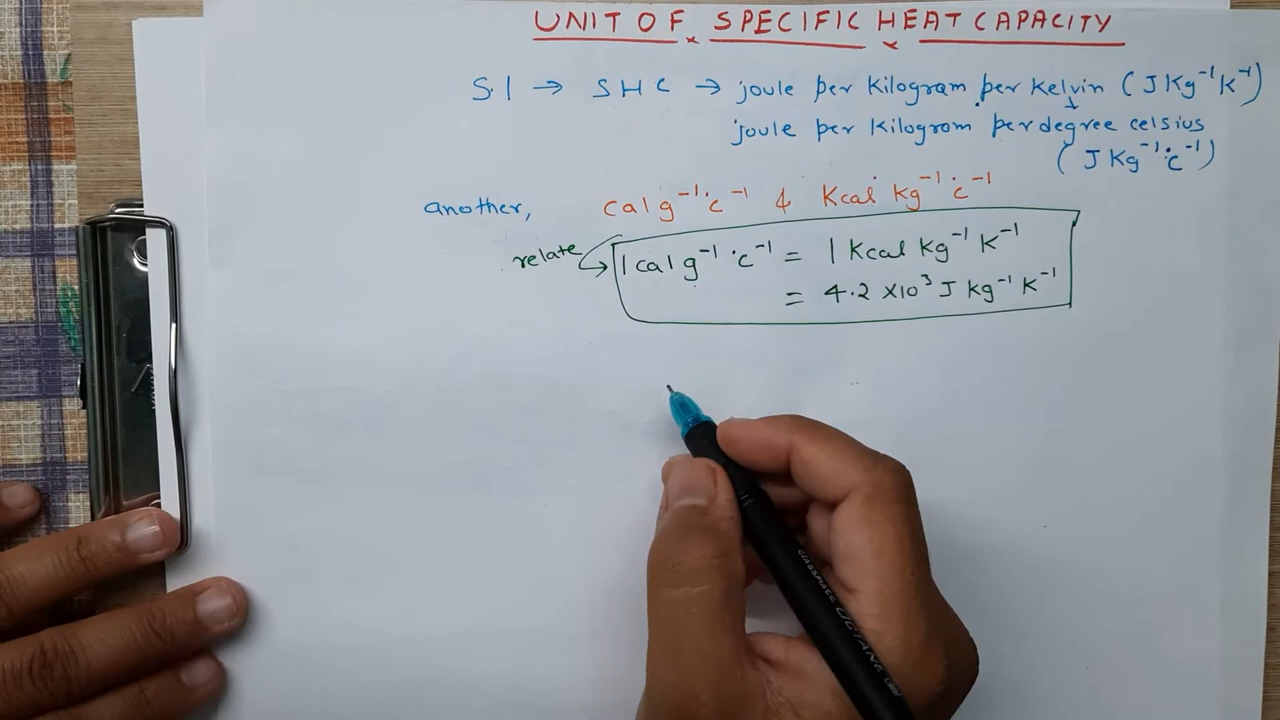 UNIT OF SPECIFIC HEAT CAPACITY
S.I → SHC → joule per Kilogram per Kelvin (J Kg⁻¹ K⁻¹)
joule per Kilogram per degree celsius
(J Kg⁻¹ °C⁻¹)
another, cal g⁻¹ °C⁻¹ & Kcal kg⁻¹ °C⁻¹
relate 1 cal g⁻¹ °C⁻¹ = 1 Kcal Kg⁻¹ K⁻¹
= 4.2 X10³ J Kg⁻¹ K⁻¹
classmate OCTANE